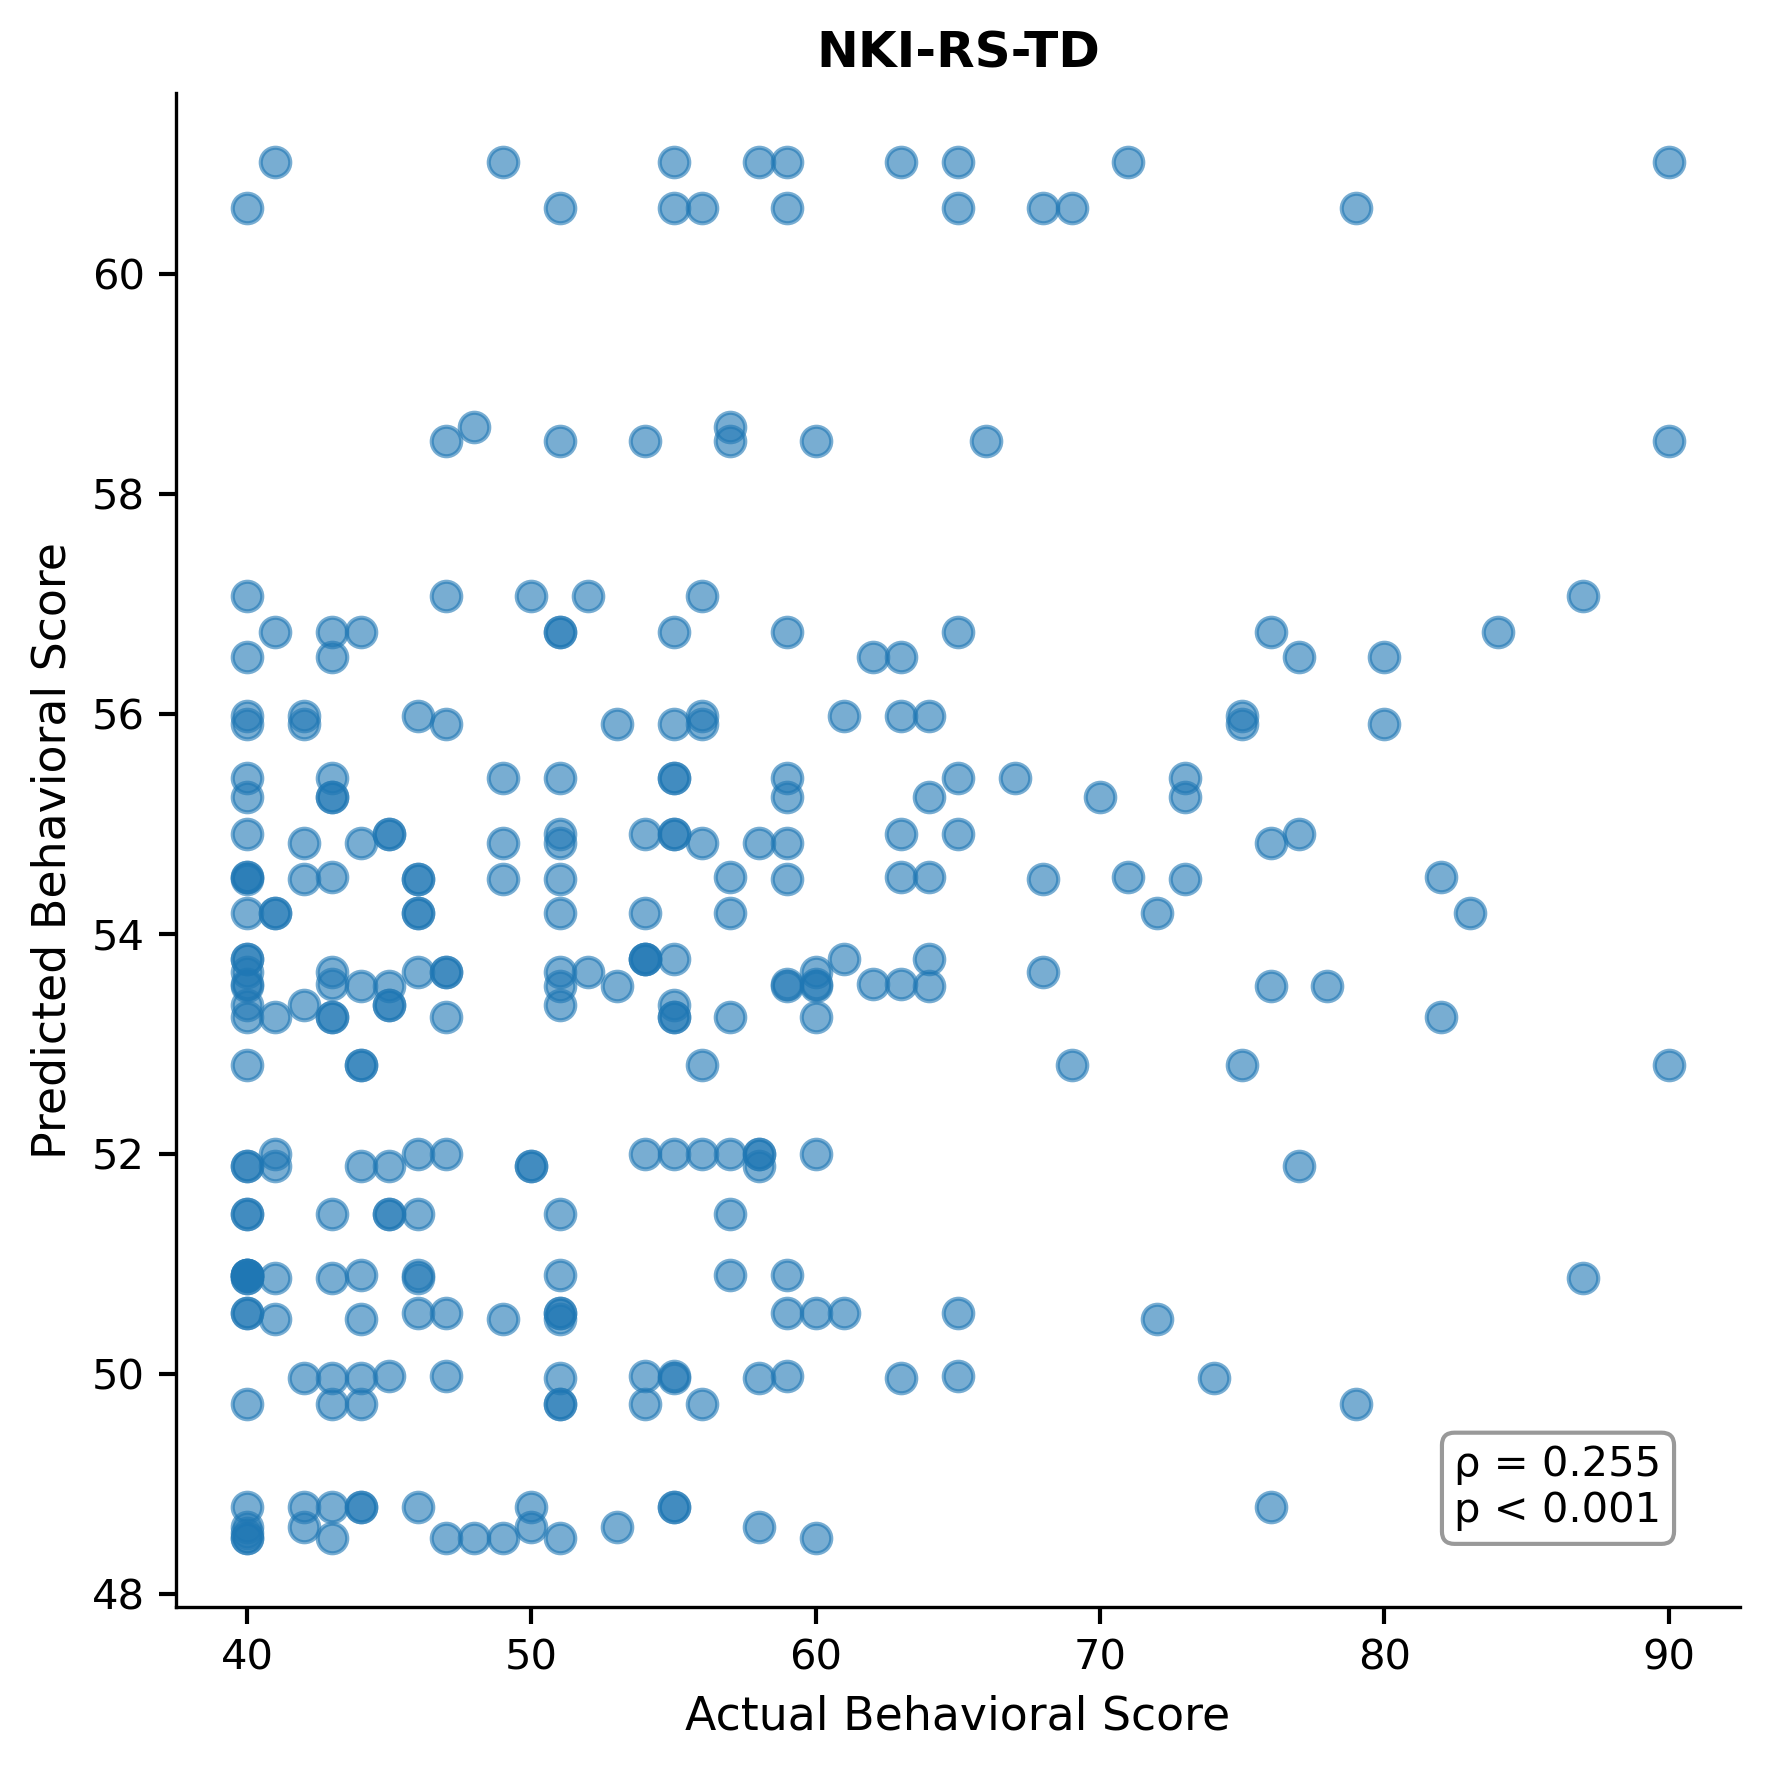 NKI-RS-TD
Predicted Behavioral Score
60
58
56
54
52
50
48
ρ = 0.255
p < 0.001
40 50 60 70 80 90
Actual Behavioral Score